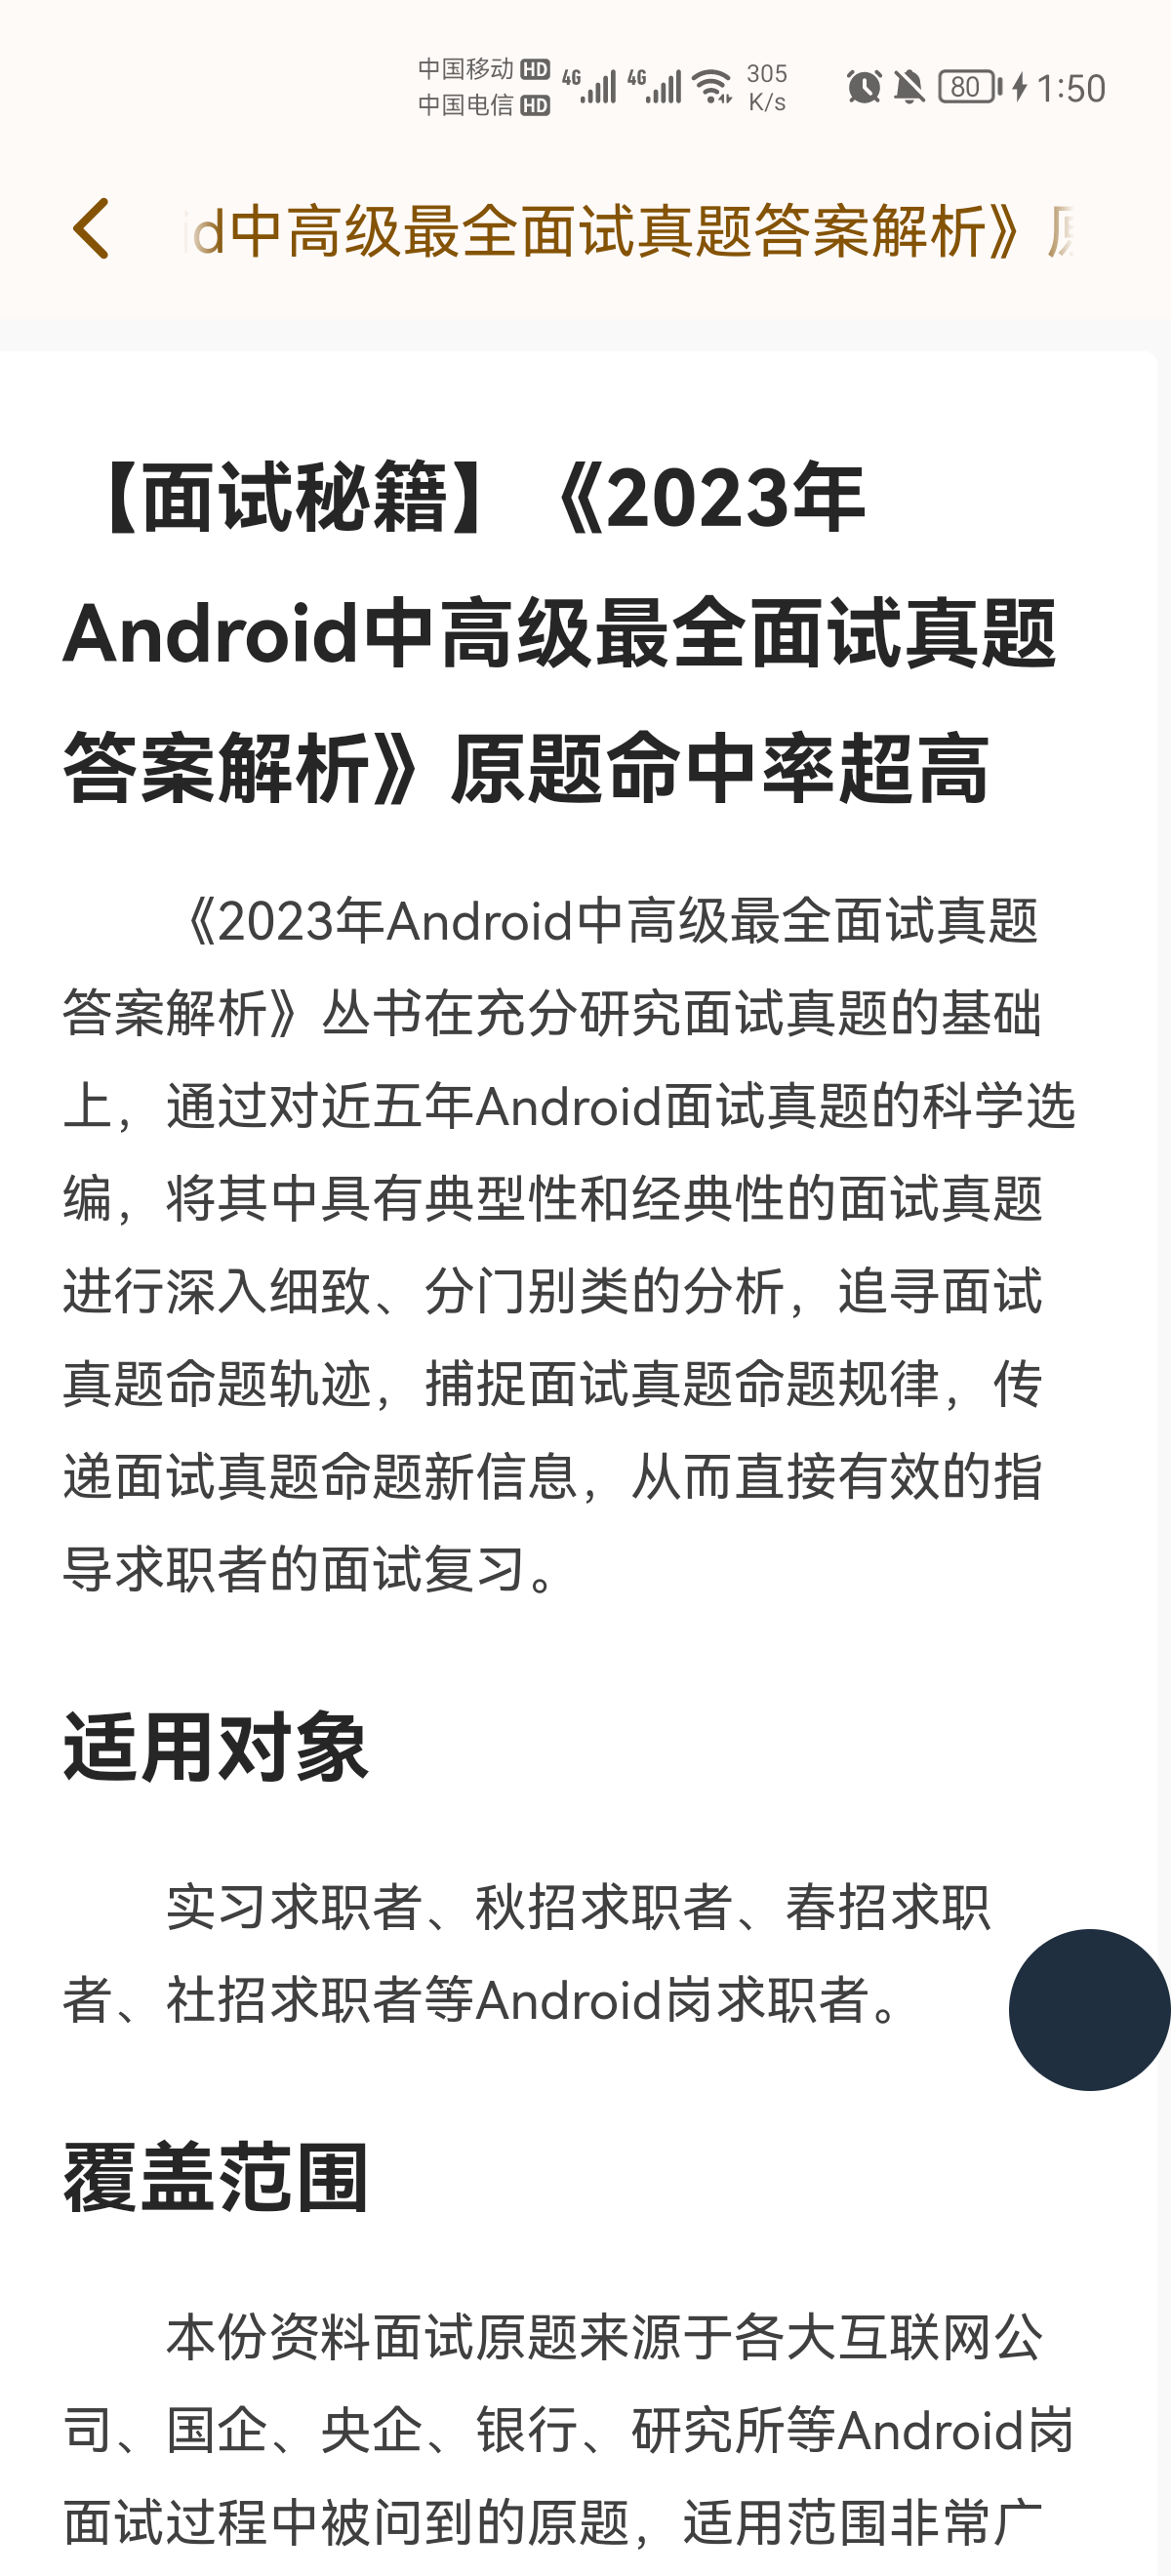 中国移动 HD
中国电信 HD
4G 4G 305 K/s 80 1:50
id中高级最全面试真题答案解析》原
【面试秘籍】《2023年
Android中高级最全面试真题
答案解析》原题命中率超高
《2023年Android中高级最全面试真题
答案解析》丛书在充分研究面试真题的基础
上，通过对近五年Android面试真题的科学选
编，将其中具有典型性和经典性的面试真题
进行深入细致、分门别类的分析，追寻面试
真题命题轨迹，捕捉面试真题命题规律，传
递面试真题命题新信息，从而直接有效的指
导求职者的面试复习。
适用对象
实习求职者、秋招求职者、春招求职
者、社招求职者等Android岗求职者。
覆盖范围
本份资料面试原题来源于各大互联网公
司、国企、央企、银行、研究所等Android岗
面试过程中被问到的原题，适用范围非常广